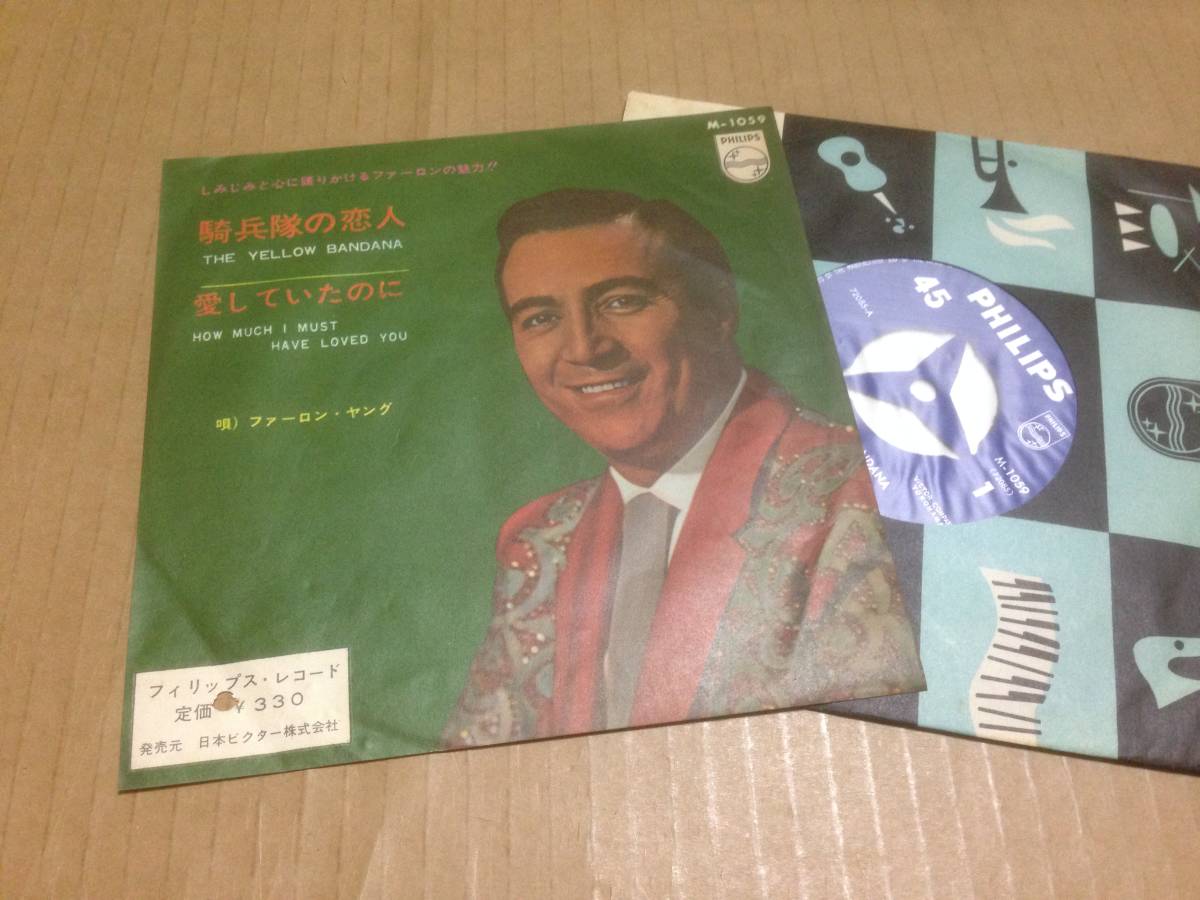 M-1059
PHILIPS
しみじみと心に語りかけるファーロンの魅力!!
騎兵隊の恋人
THE YELLOW BANDANA
愛していたのに
HOW MUCH I MUST
HAVE LOVED YOU
唄）ファーロン・ヤング
フィリップス・レコード
定価 ¥330
発売元 日本ビクター株式会社
45
PHILIPS
72085-A
PHILIPS
M-1059
1